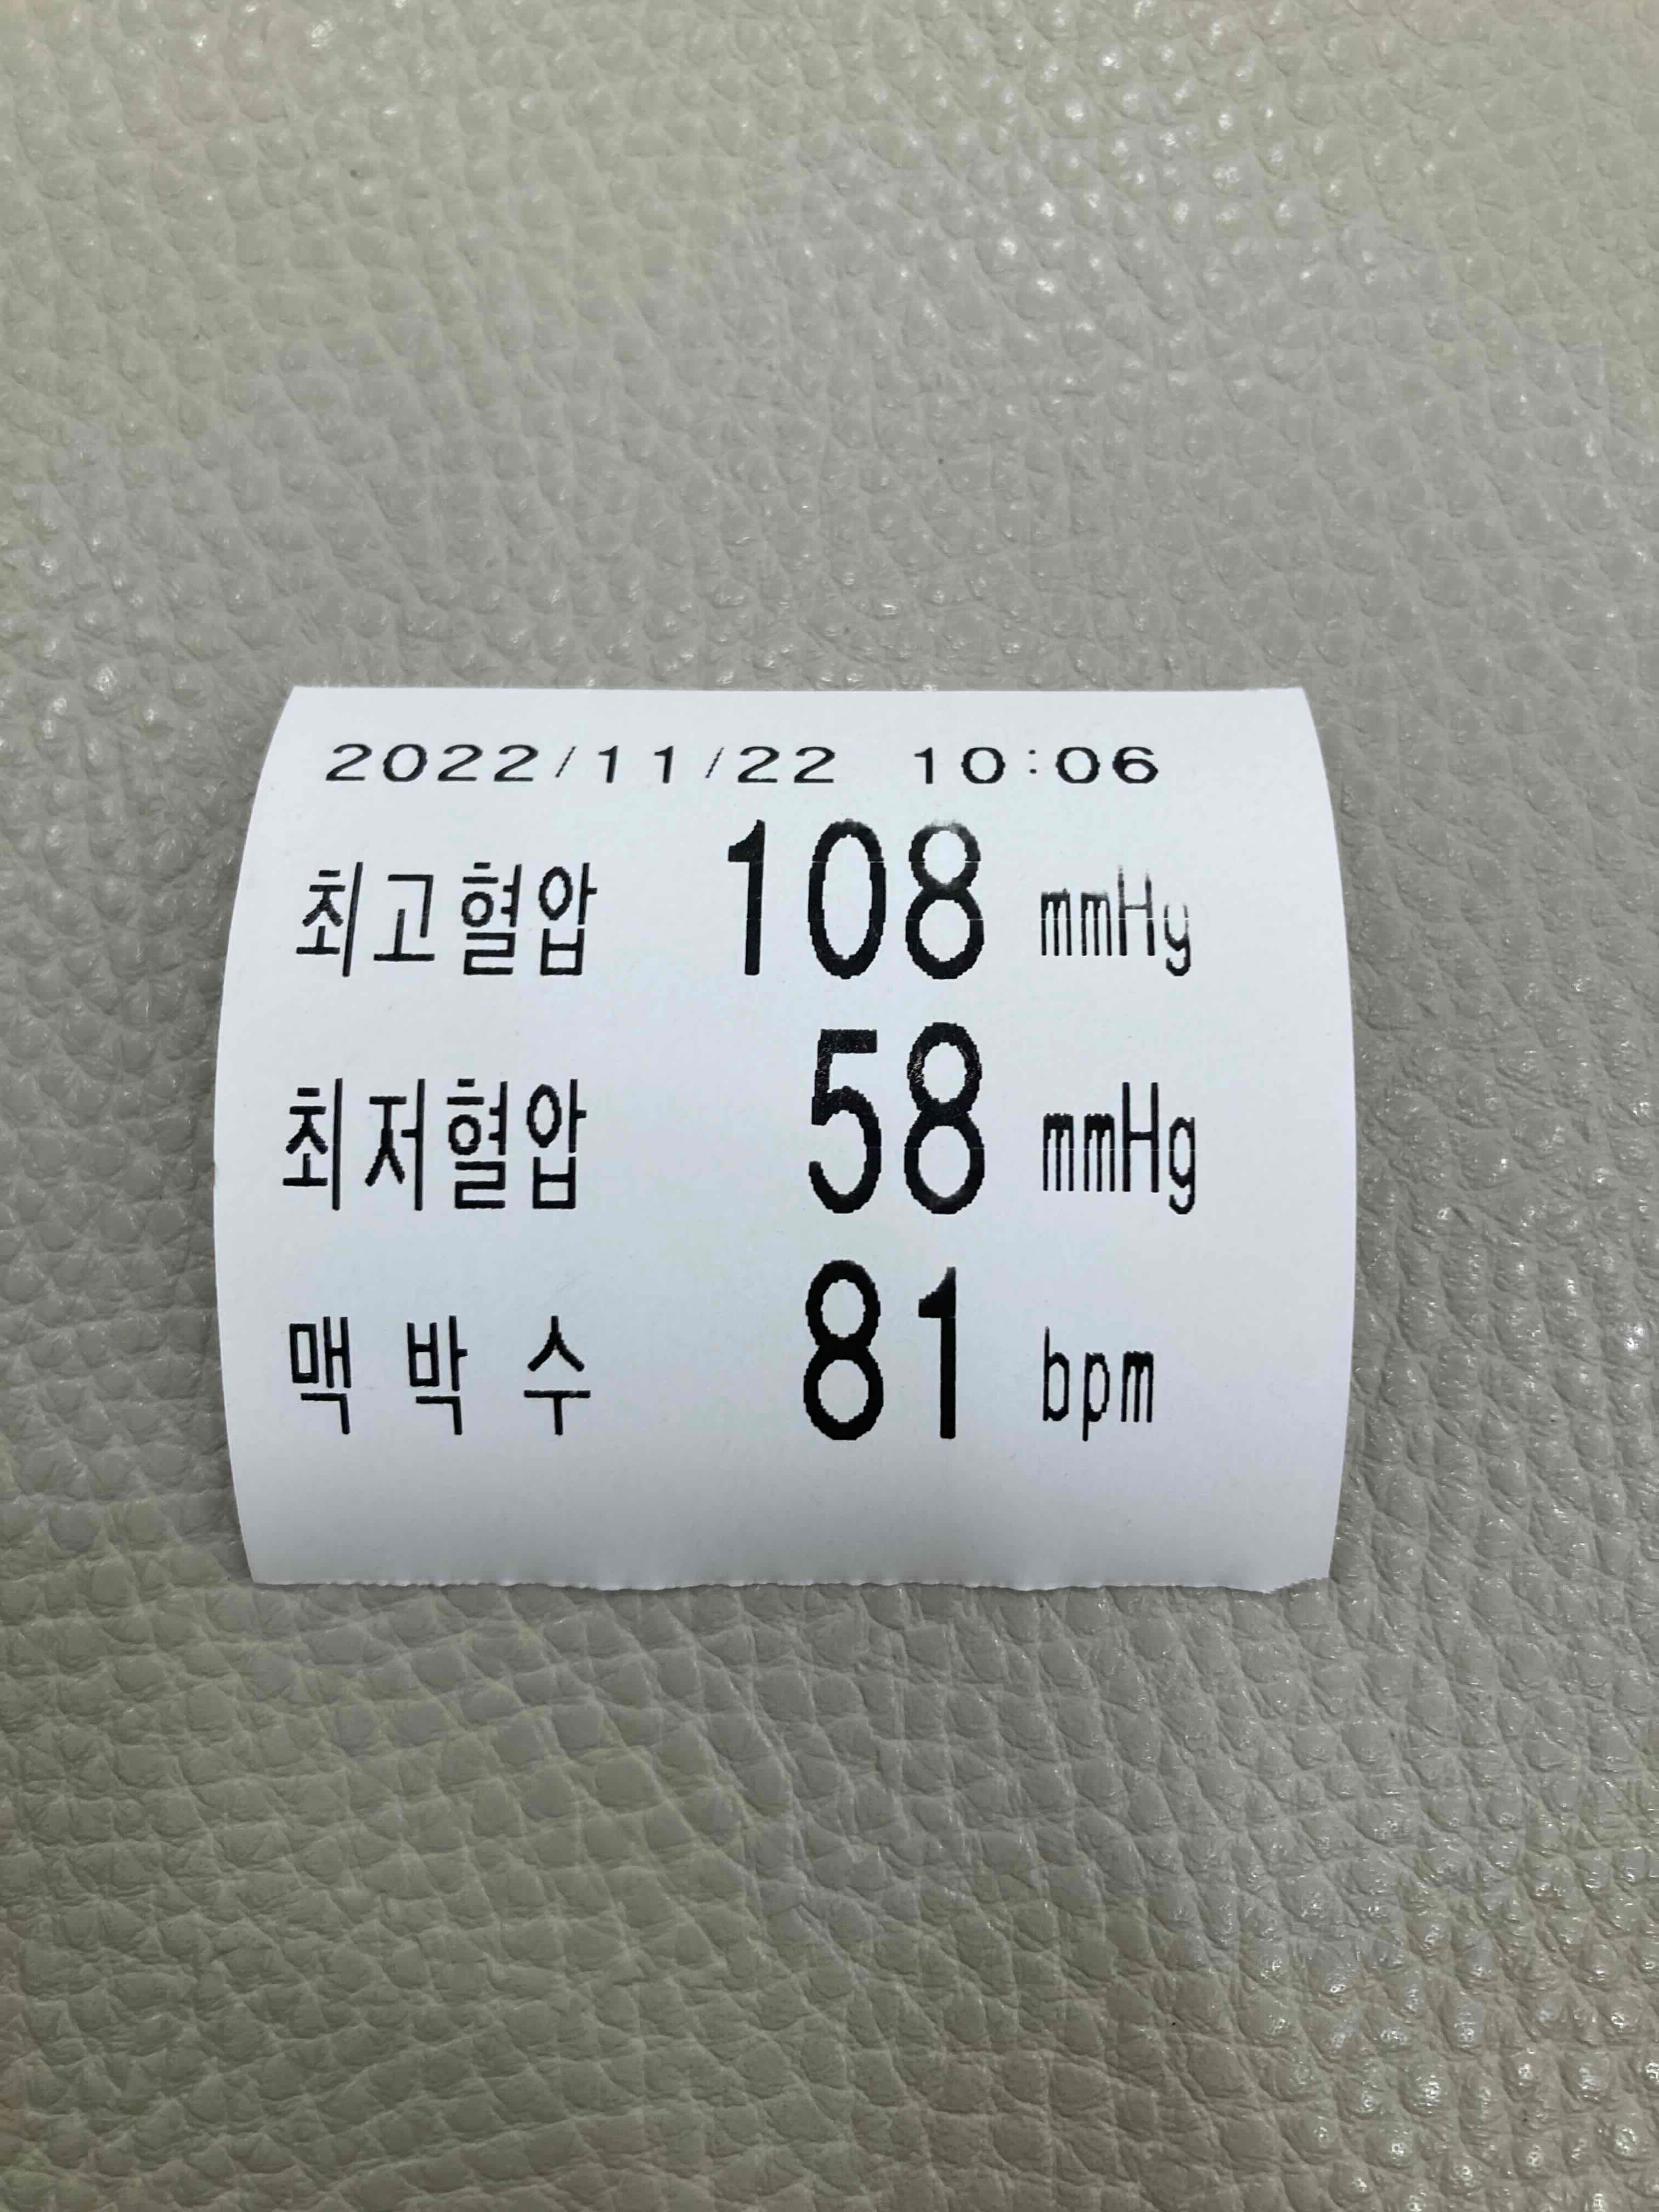 2022/11/22 10:06
최고혈압 108 mmHg
최저혈압 58 mmHg
맥 박 수 81 bpm